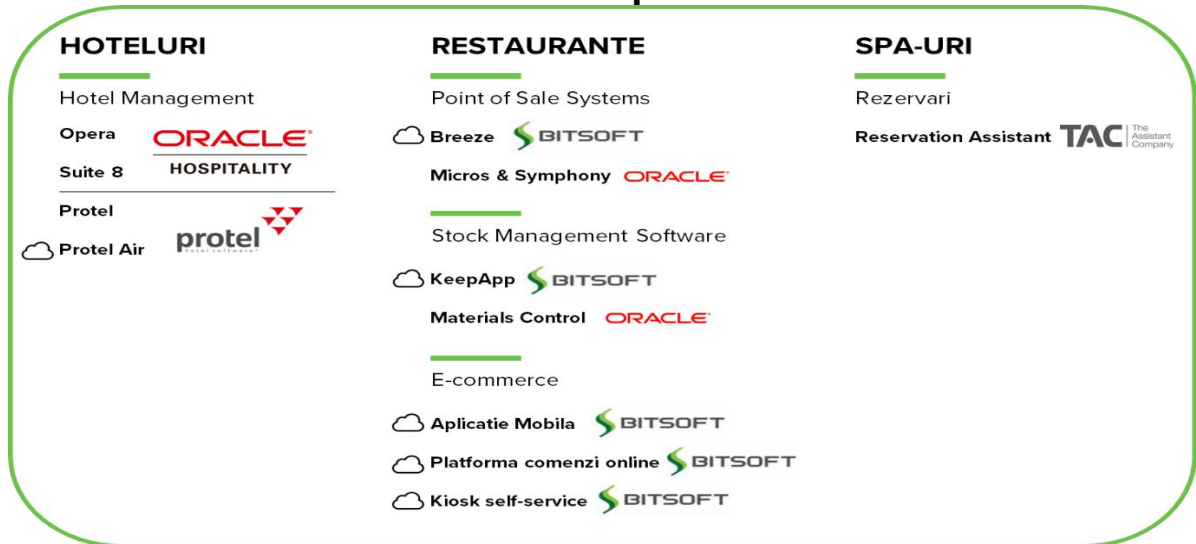 HOTELURI
Hotel Management
Opera
Suite 8
ORACLE
HOSPITALITY
Protel
Protel Air
protel
hotel software
RESTAURANTE
Point of Sale Systems
Breeze BITSOFT
Micros & Symphony ORACLE
Stock Management Software
KeepApp BITSOFT
Materials Control ORACLE
E-commerce
Aplicatie Mobila BITSOFT
Platforma comenzi online BITSOFT
Kiosk self-service BITSOFT
SPA-URI
Rezervari
Reservation Assistant TAC The
Assistant
Company